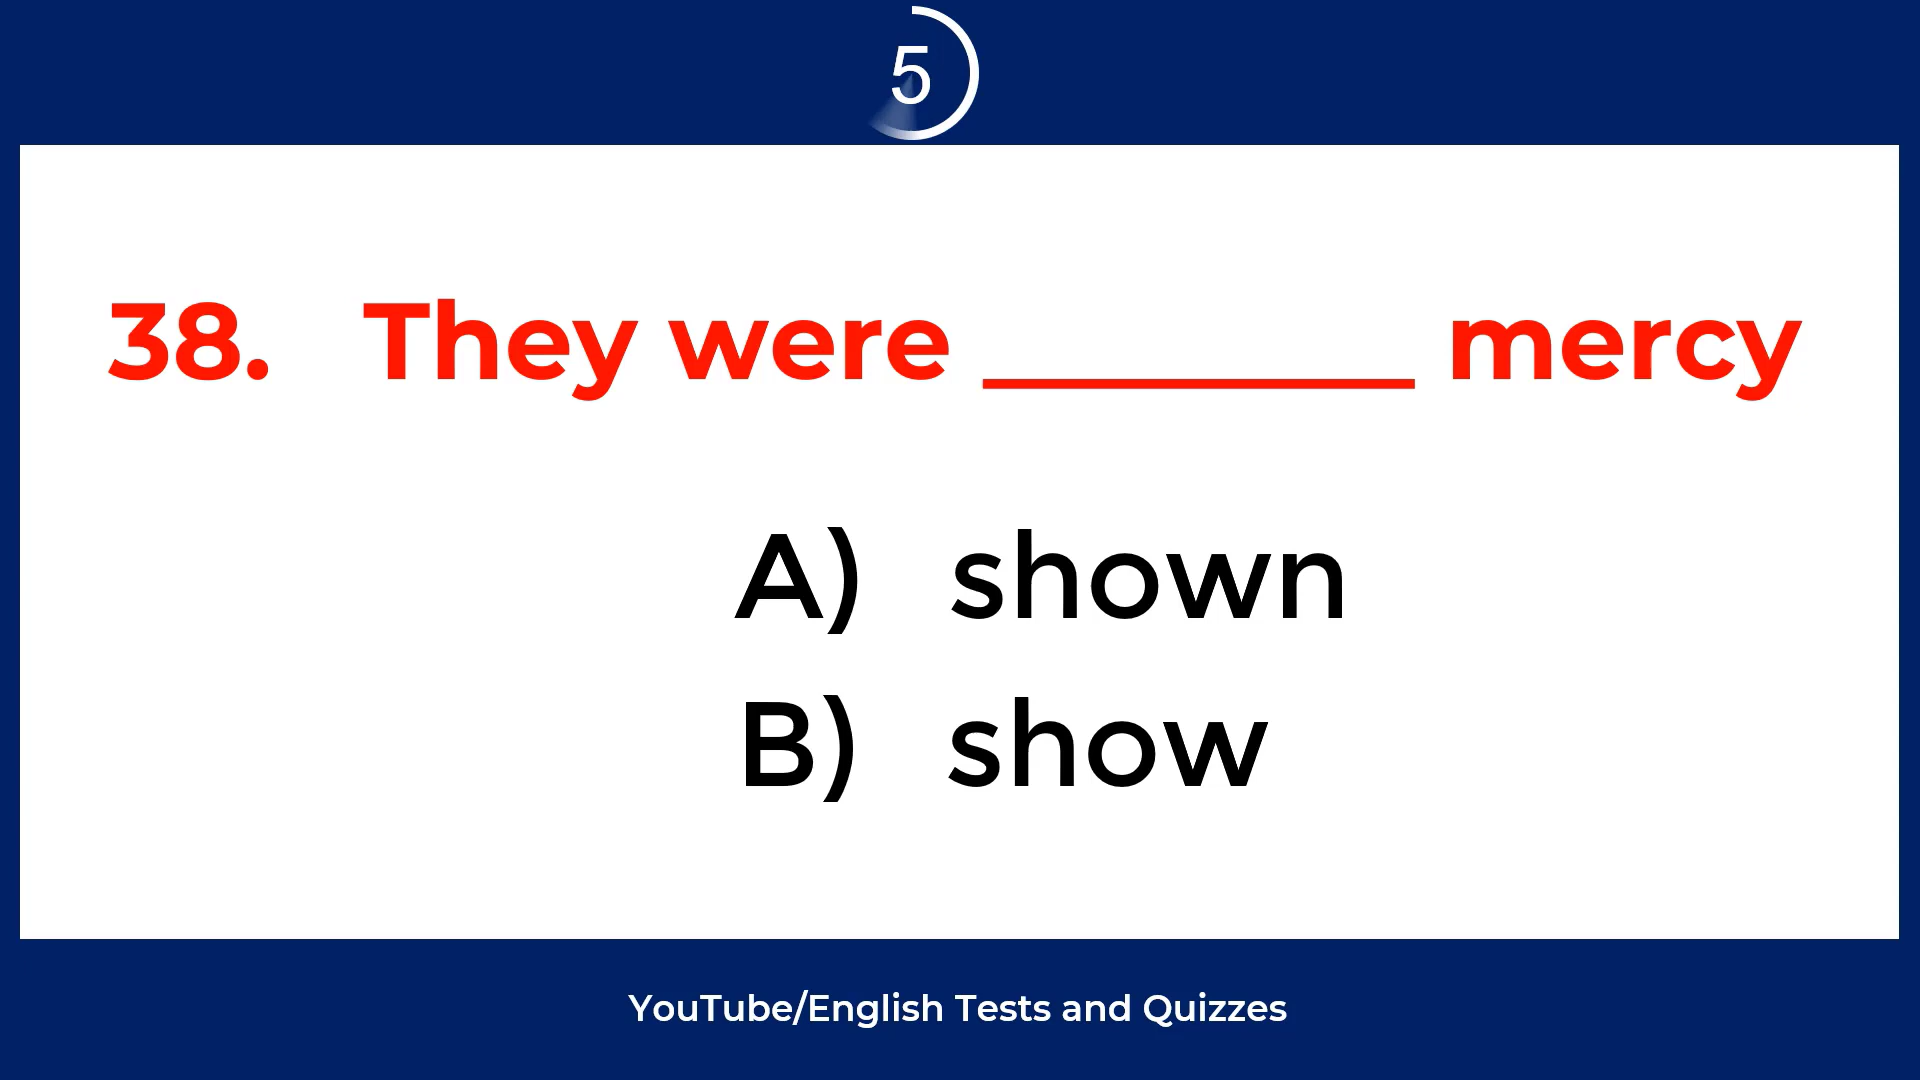 5
38. They were ________ mercy
A) shown
B) show
YouTube/English Tests and Quizzes